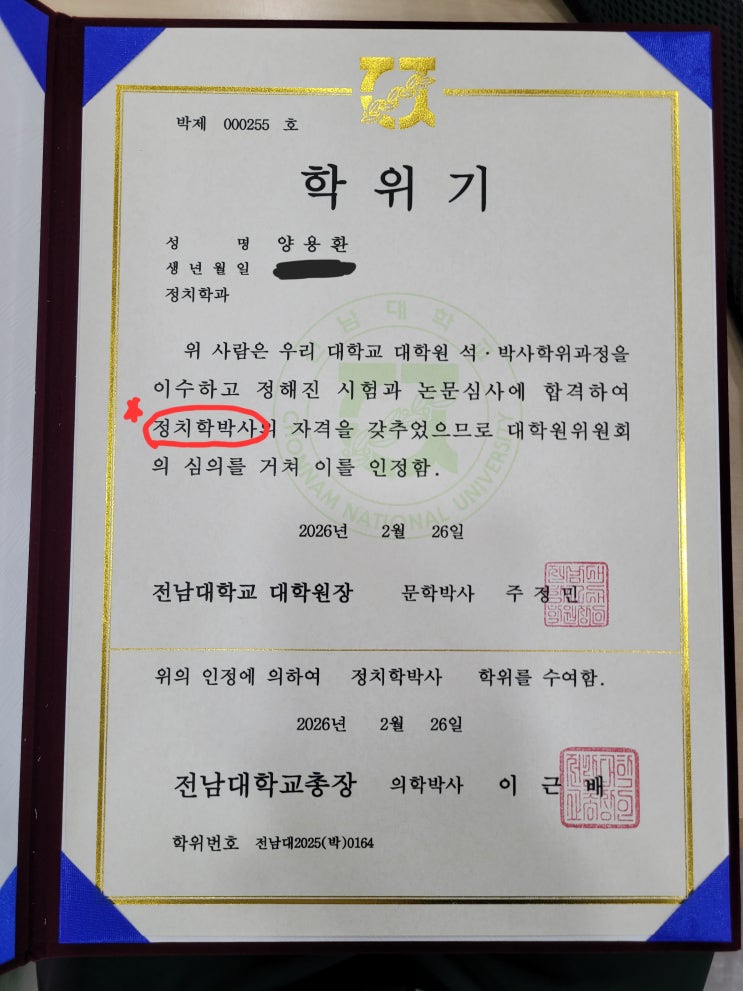 박제 000255 호
학위기
성 명 양용환
생년월일
정치학과
위 사람은 우리 대학교 대학원 석·박사학위과정을
이수하고 정해진 시험과 논문심사에 합격하여
정치학박사의 자격을 갖추었으므로 대학원위원회
의 심의를 거쳐 이를 인정함.
2026년 2월 26일
전남대학교 대학원장 문학박사 주정민
위의 인정에 의하여 정치학박사 학위를 수여함.
2026년 2월 26일
전남대학교총장 의학박사 이근배
학위번호 전남대2025(박)0164
전남대학교
CHONNAM NATIONAL UNIVERSITY